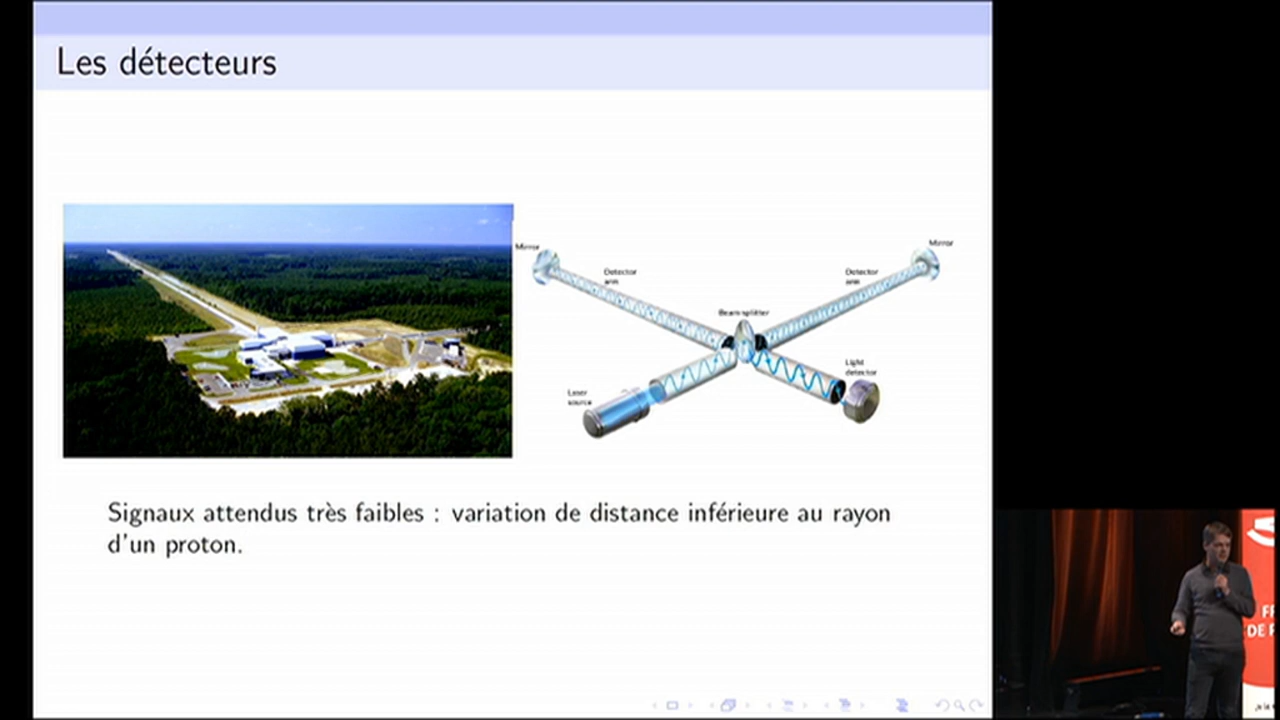 Les détecteurs
Mirror
Mirror
Detector
arm
Detector
arm
Beam splitter
Light
detector
Laser
source
Signaux attendus très faibles : variation de distance inférieure au rayon
d'un proton.
DE